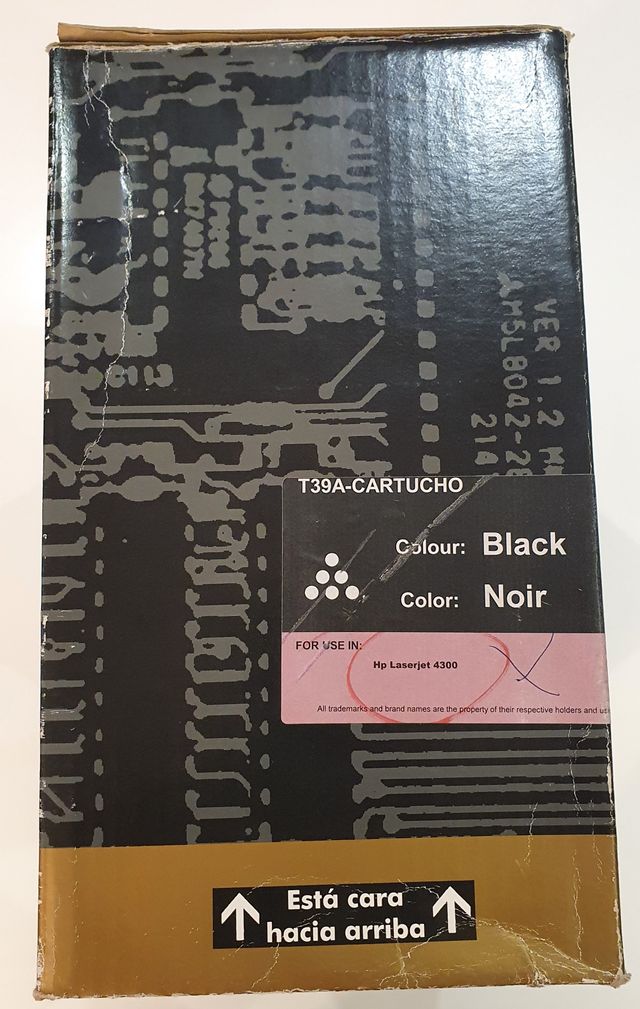 VER 1.2
T39A-CARTUCHO
Colour: Black
Color: Noir
FOR USE IN:
Hp Laserjet 4300
All trademarks and brand names are the property of their respective holders and
Está cara
hacia arriba